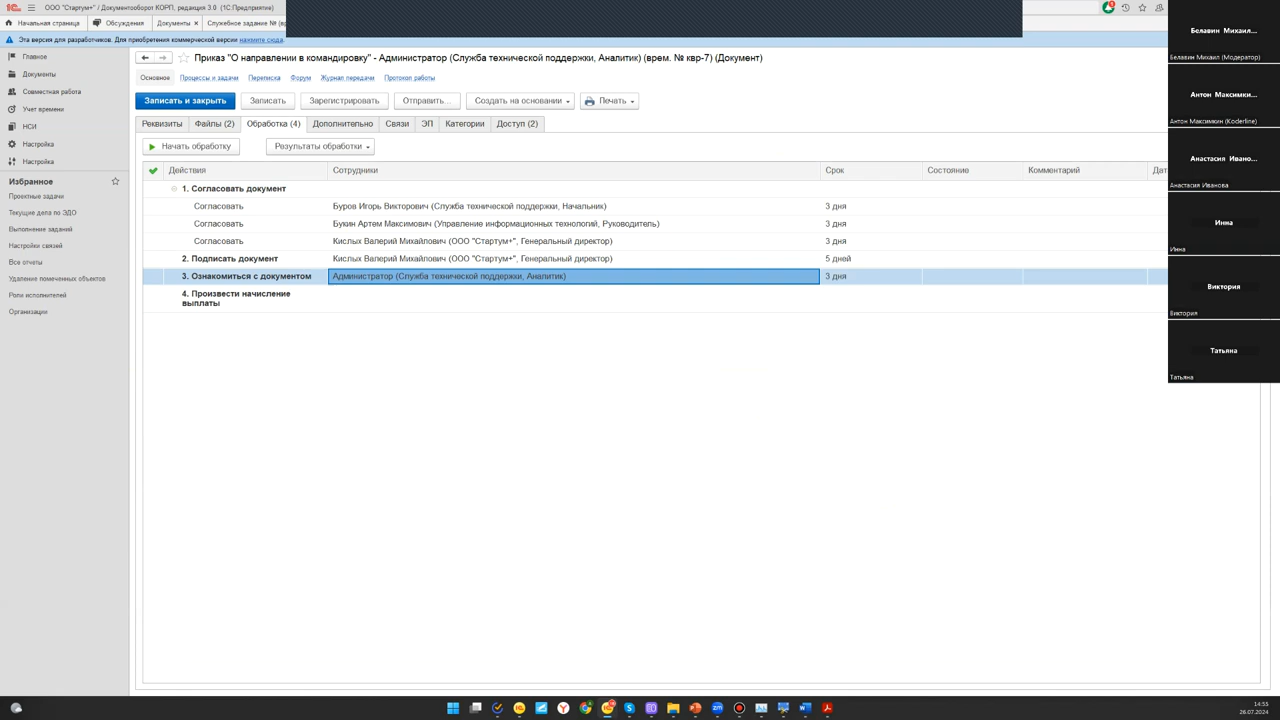 ООО "Стартум+" / Документооборот КОРП, редакция 3.0 (1С:Предприятие)
Начальная страница
Обсуждения
Документы ×
Служебное задание № (вр
Эта версия для разработчиков. Для приобретения коммерческой версии нажмите сюда.
Главное
Документы
Совместная работа
Учет времени
НСИ
Настройка
Настройка
Избранное
Проектные задачи
Текущие дела по ЭДО
Выполнение заданий
Настройки связей
Все отчеты
Удаление помеченных объектов
Роли исполнителей
Организации
Приказ "О направлении в командировку" - Администратор (Служба технической поддержки, Аналитик) (врем. № квр-7) (Документ)
Основное Процессы и задачи Переписка Форум Журнал передачи Протокол работы
Записать и закрыть Записать Зарегистрировать Отправить... Создать на основании Печать
Реквизиты Файлы (2) Обработка (4) Дополнительно Связи ЭП Категории Доступ (2)
Начать обработку Результаты обработки
Действия Сотрудники Срок Состояние Комментарий Дат
1. Согласовать документ
Согласовать Буров Игорь Викторович (Служба технической поддержки, Начальник) 3 дня
Согласовать Букин Артем Максимович (Управление информационных технологий, Руководитель) 3 дня
Согласовать Кислых Валерий Михайлович (ООО "Стартум+", Генеральный директор) 3 дня
2. Подписать документ Кислых Валерий Михайлович (ООО "Стартум+", Генеральный директор) 5 дней
3. Ознакомиться с документом Администратор (Служба технической поддержки, Аналитик) 3 дня
4. Произвести начисление
выплаты
Белавин Михаил...
Белавин Михаил (Модератор)
Антон Максимки...
Антон Максимкин (Koderline)
Анастасия Ивано...
Анастасия Иванова
Инна
Инна
Виктория
Виктория
Татьяна
Татьяна
14:55
26.07.2024